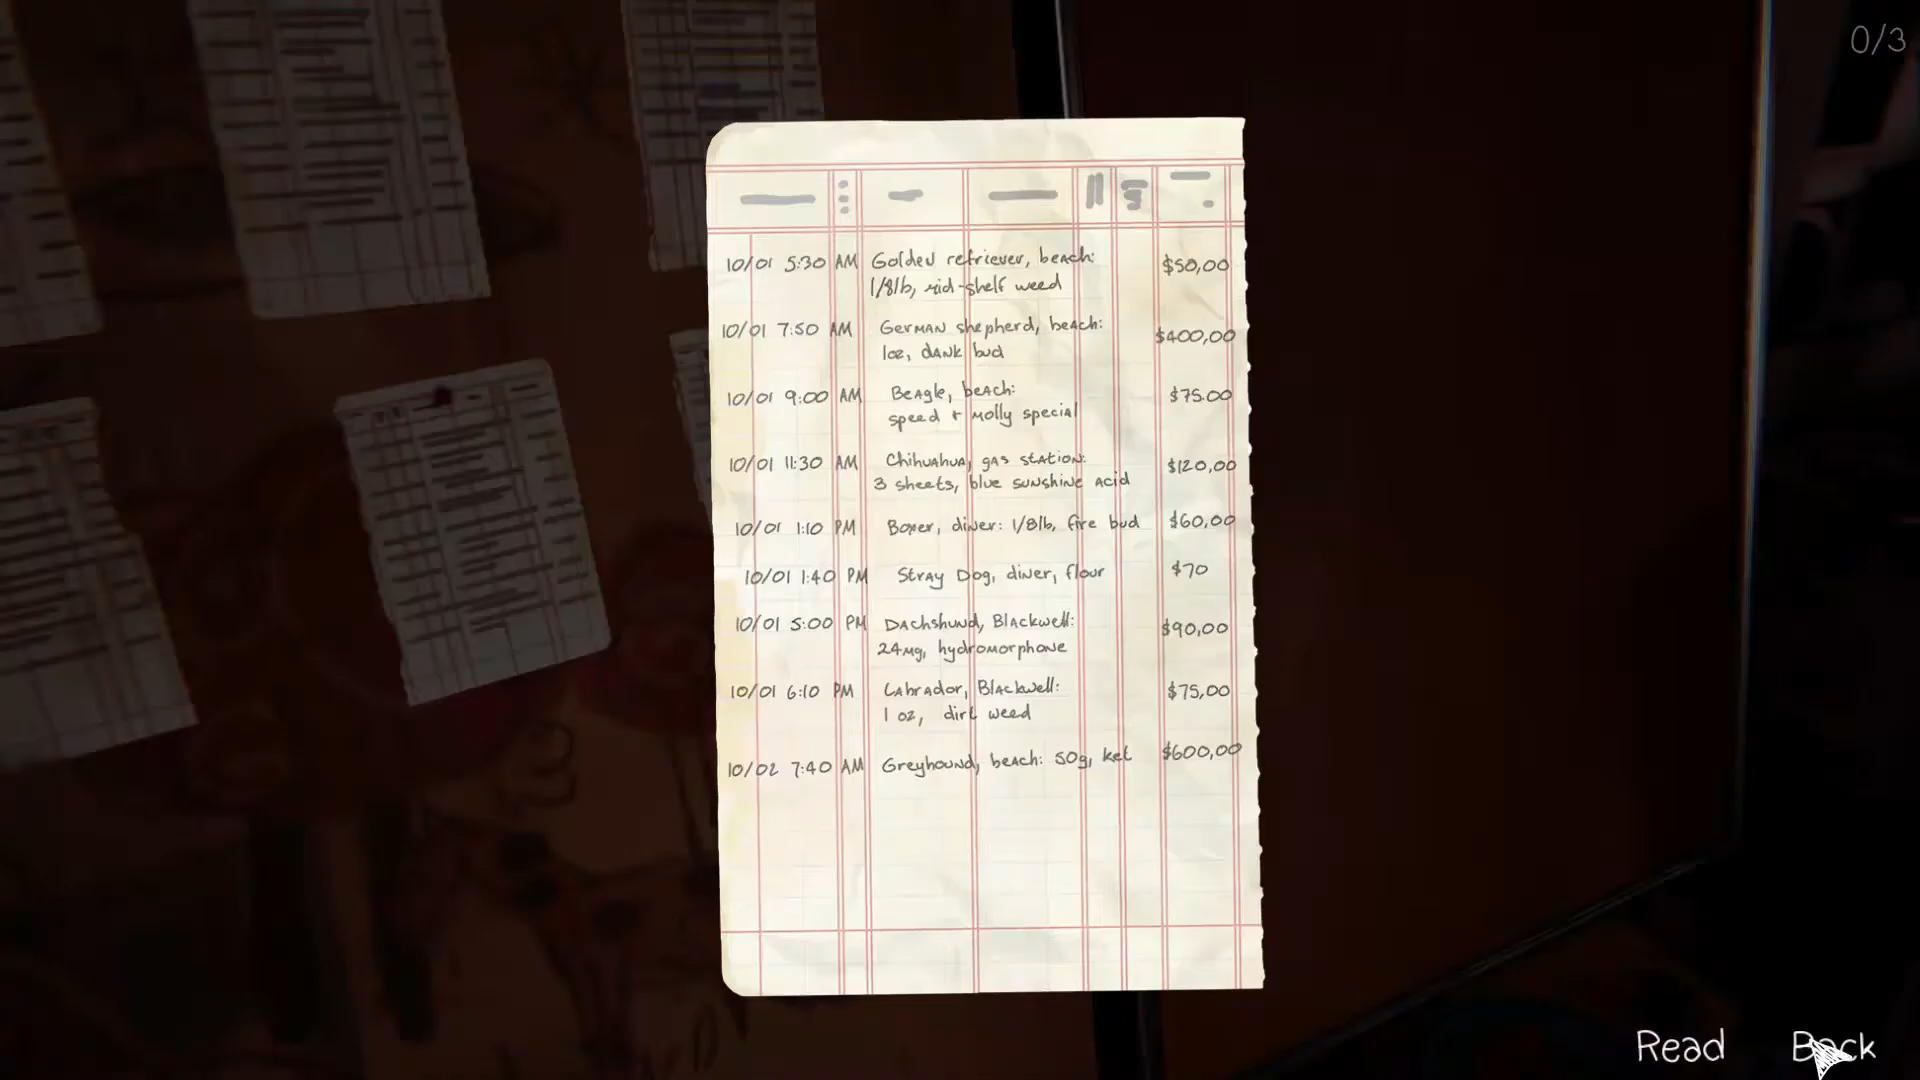 0/3
10/01 5:30 AM Golden retriever, beach: $50,00
1/8lb, mid-shelf weed
10/01 7:50 AM German shepherd, beach: $400,00
1oz, dank bud
10/01 9:00 AM Beagle, beach: $75.00
speed + molly special
10/01 11:30 AM Chihuahua, gas station: $120,00
3 sheets, blue sunshine acid
10/01 1:10 PM Boxer, diner: 1/8lb, fire bud $60,00
10/01 1:40 PM Stray Dog, diner, flour $70
10/01 5:00 PM Dachshund, Blackwell: $90,00
24mg, hydromorphone
10/01 6:10 PM Labrador, Blackwell: $75,00
1 oz, dirt weed
10/02 7:40 AM Greyhound, beach: 50g, ket $600,00
Read Back